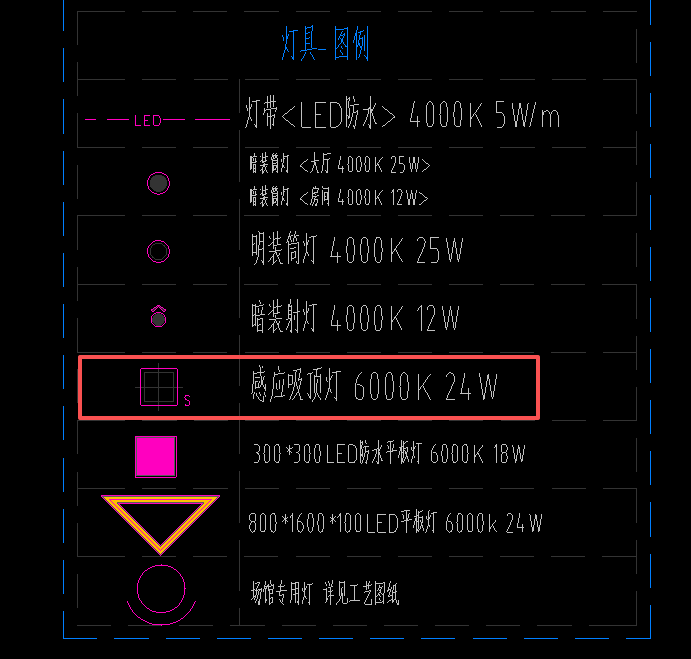 灯具-图例
LED
灯带<LED防水> 4000K 5W/m
暗装筒灯 <大厅 4000K 25W>
暗装筒灯 <房间 4000K 12W>
明装筒灯 4000K 25W
暗装射灯 4000K 12W
S
感应吸顶灯 6000K 24W
300*300LED防水平板灯 6000K 18W
800*1600*100LED平板灯 6000k 24W
场馆专用灯 详见工艺图纸